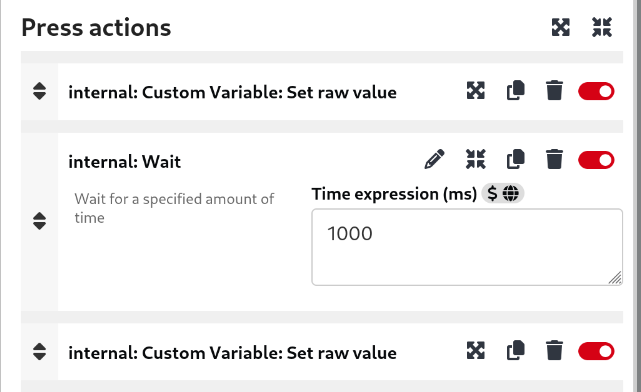 Press actions
internal: Custom Variable: Set raw value
internal: Wait
Wait for a specified amount of
time
Time expression (ms) $
1000
internal: Custom Variable: Set raw value